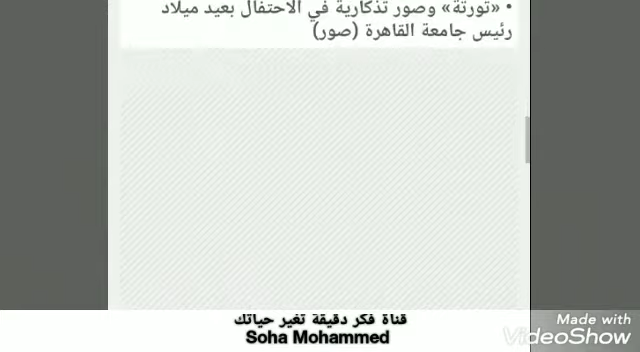 • «تورتة» وصور تذكارية في الاحتفال بعيد ميلاد
رئيس جامعة القاهرة (صور)
قناة فكر دقيقة تغير حياتك
Soha Mohammed
Made with
VideoShow